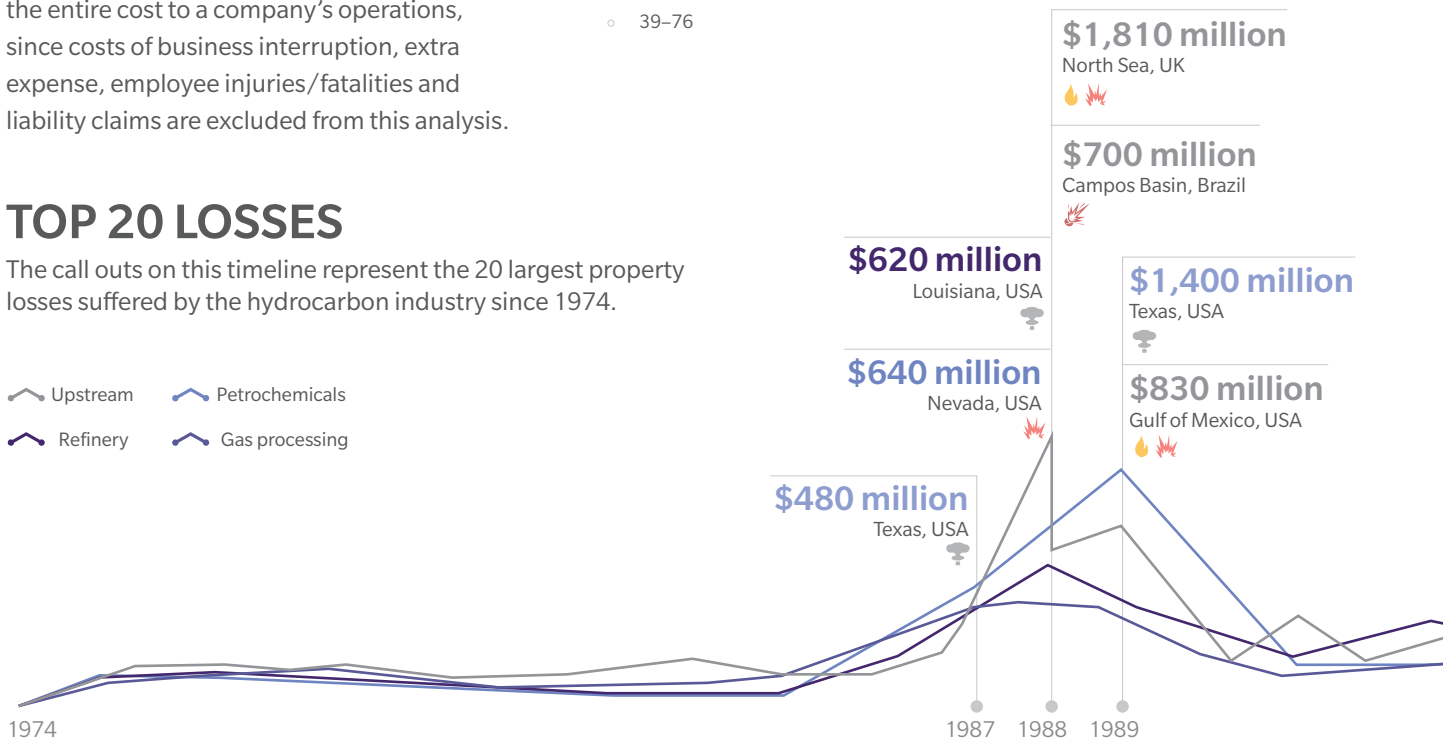 the entire cost to a company's operations,
since costs of business interruption, extra
expense, employee injuries/fatalities and
liability claims are excluded from this analysis.
39–76
TOP 20 LOSSES
The call outs on this timeline represent the 20 largest property
losses suffered by the hydrocarbon industry since 1974.
Upstream
Petrochemicals
Refinery
Gas processing
$480 million
Texas, USA
$620 million
Louisiana, USA
$640 million
Nevada, USA
$1,810 million
North Sea, UK
$700 million
Campos Basin, Brazil
$1,400 million
Texas, USA
$830 million
Gulf of Mexico, USA
1974
1987
1988
1989